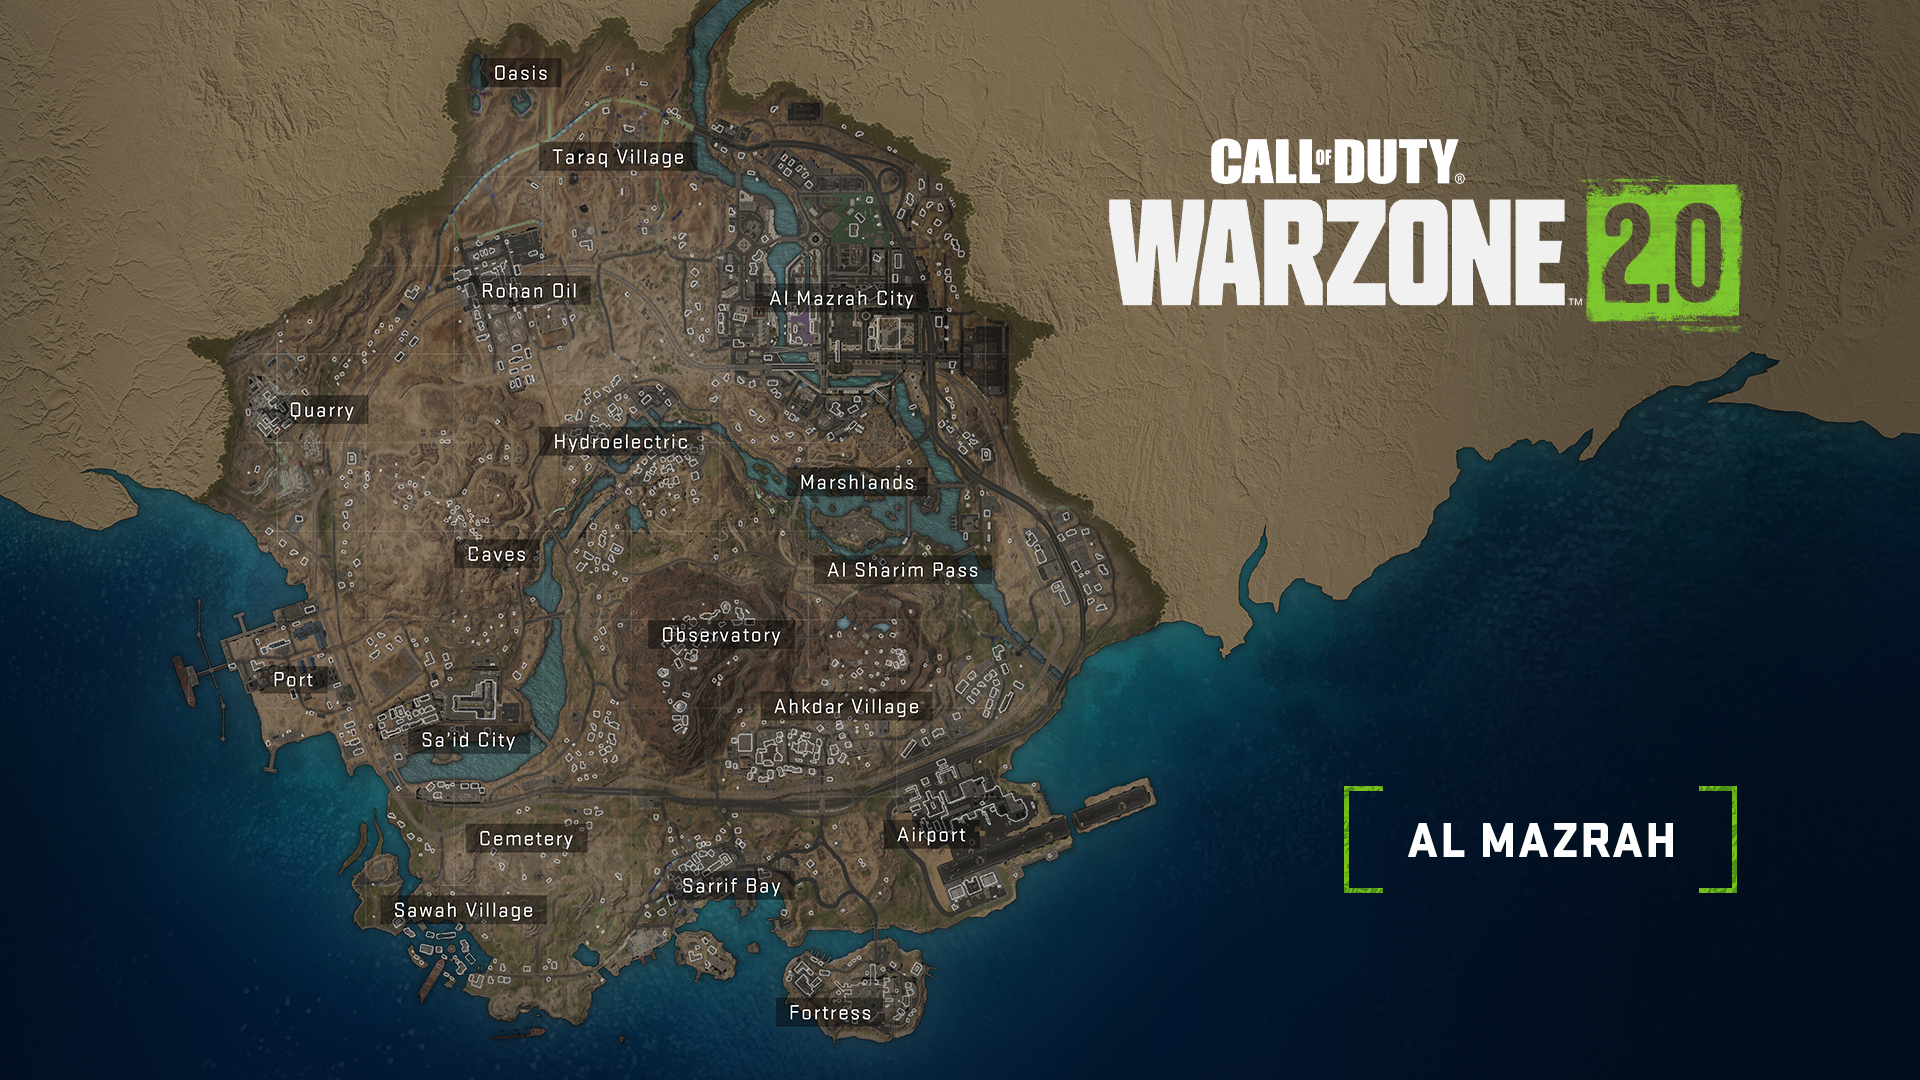 Oasis
Taraq Village
CALL OF DUTY®
WARZONE™ 2.0
Rohan Oil
Al Mazrah City
Quarry
Hydroelectric
Marshlands
Caves
Al Sharim Pass
Observatory
Port
Ahkdar Village
Sa'id City
Cemetery
Airport
AL MAZRAH
Sarrif Bay
Sawah Village
Fortress